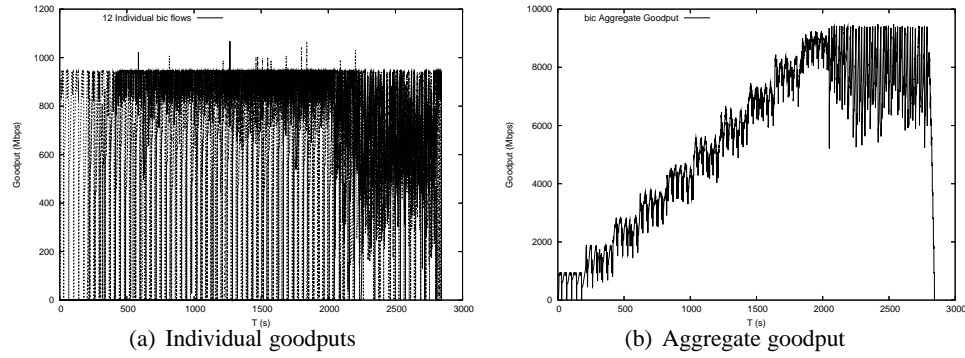 12 Individual bic flows
1200
1000
800
600
400
200
0
Goodput (Mbps)
0 500 1000 1500 2000 2500 3000
T (s)
(a) Individual goodputs
bic Aggregate Goodput
10000
8000
6000
4000
2000
0
Goodput (Mbps)
0 500 1000 1500 2000 2500 3000
T (s)
(b) Aggregate goodput